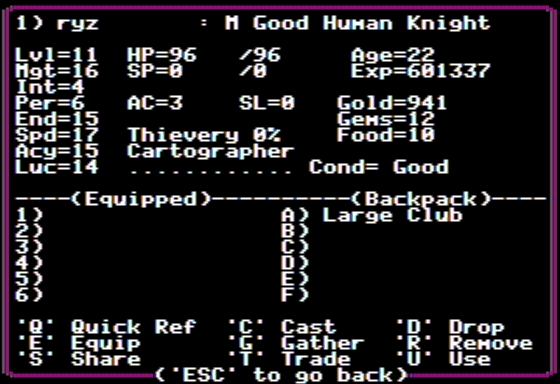 1) ryz : M Good Human Knight
Lvl=11 HP=96 /96 Age=22
Mgt=16 SP=0 /0 Exp=601337
Int=4
Per=6 AC=3 SL=0 Gold=941
End=15 Gems=12
Spd=17 Thievery 0% Food=10
Acy=15 Cartographer
Luc=14 ............ Cond= Good
----(Equipped)----------(Backpack)----
1) A) Large Club
2) B)
3) C)
4) D)
5) E)
6) F)
'Q' Quick Ref 'C' Cast 'D' Drop
'E' Equip 'G' Gather 'R' Remove
'S' Share 'T' Trade 'U' Use
('ESC' to go back)